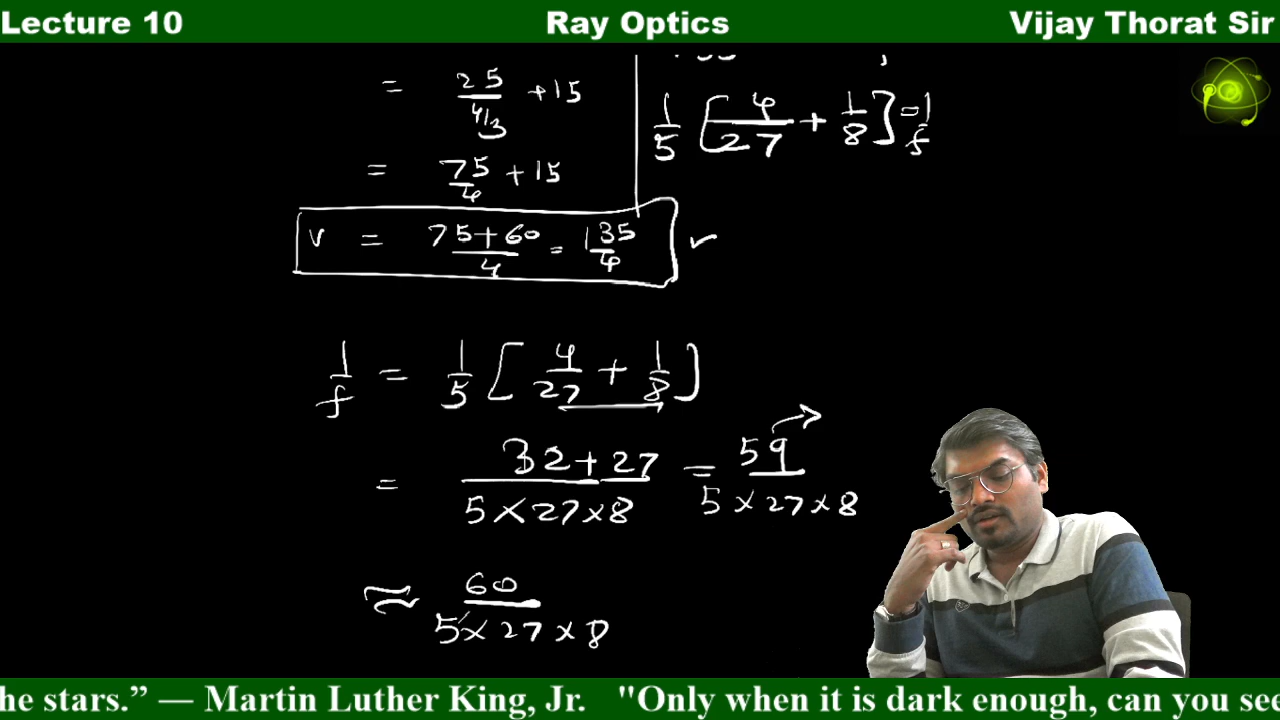 Lecture 10 Ray Optics Vijay Thorat Sir
= 25/(4/3) + 15
= 75/4 + 15
v = (75+60)/4 = 135/4 ✓
1/5 [4/27 + 1/8] = 1/f
1/f = 1/5 [4/27 + 1/8]
= (32+27)/(5×27×8) = 59/(5×27×8)
≈ 60/(5×27×8)
he stars.” — Martin Luther King, Jr. "Only when it is dark enough, can you see